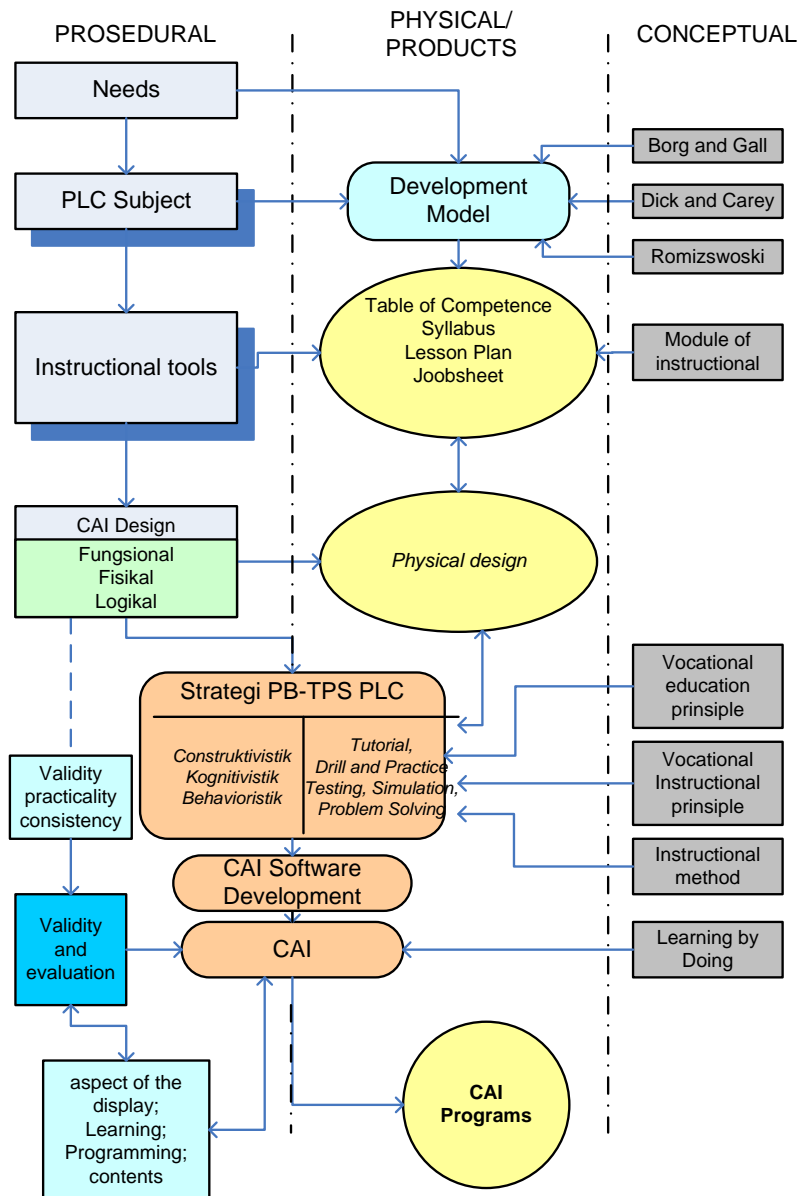 PROSEDURAL
PHYSICAL/
PRODUCTS
CONCEPTUAL
Needs
Borg and Gall
PLC Subject
Development
Model
Dick and Carey
Romizswoski
Instructional tools
Table of Competence
Syllabus
Lesson Plan
Joobsheet
Module of
instructional
CAI Design
Fungsional
Fisikal
Logikal
Physical design
Strategi PB-TPS PLC
Construktivistik
Kognitivistik
Behavioristik
Tutorial,
Drill and Practice
Testing, Simulation,
Problem Solving
Vocational
education
prinsiple
Vocational
Instructional
prinsiple
Instructional
method
Validity
practicality
consistency
CAI Software
Development
Validity
and
evaluation
CAI
Learning by
Doing
aspect of the
display;
Learning;
Programming;
contents
CAI
Programs